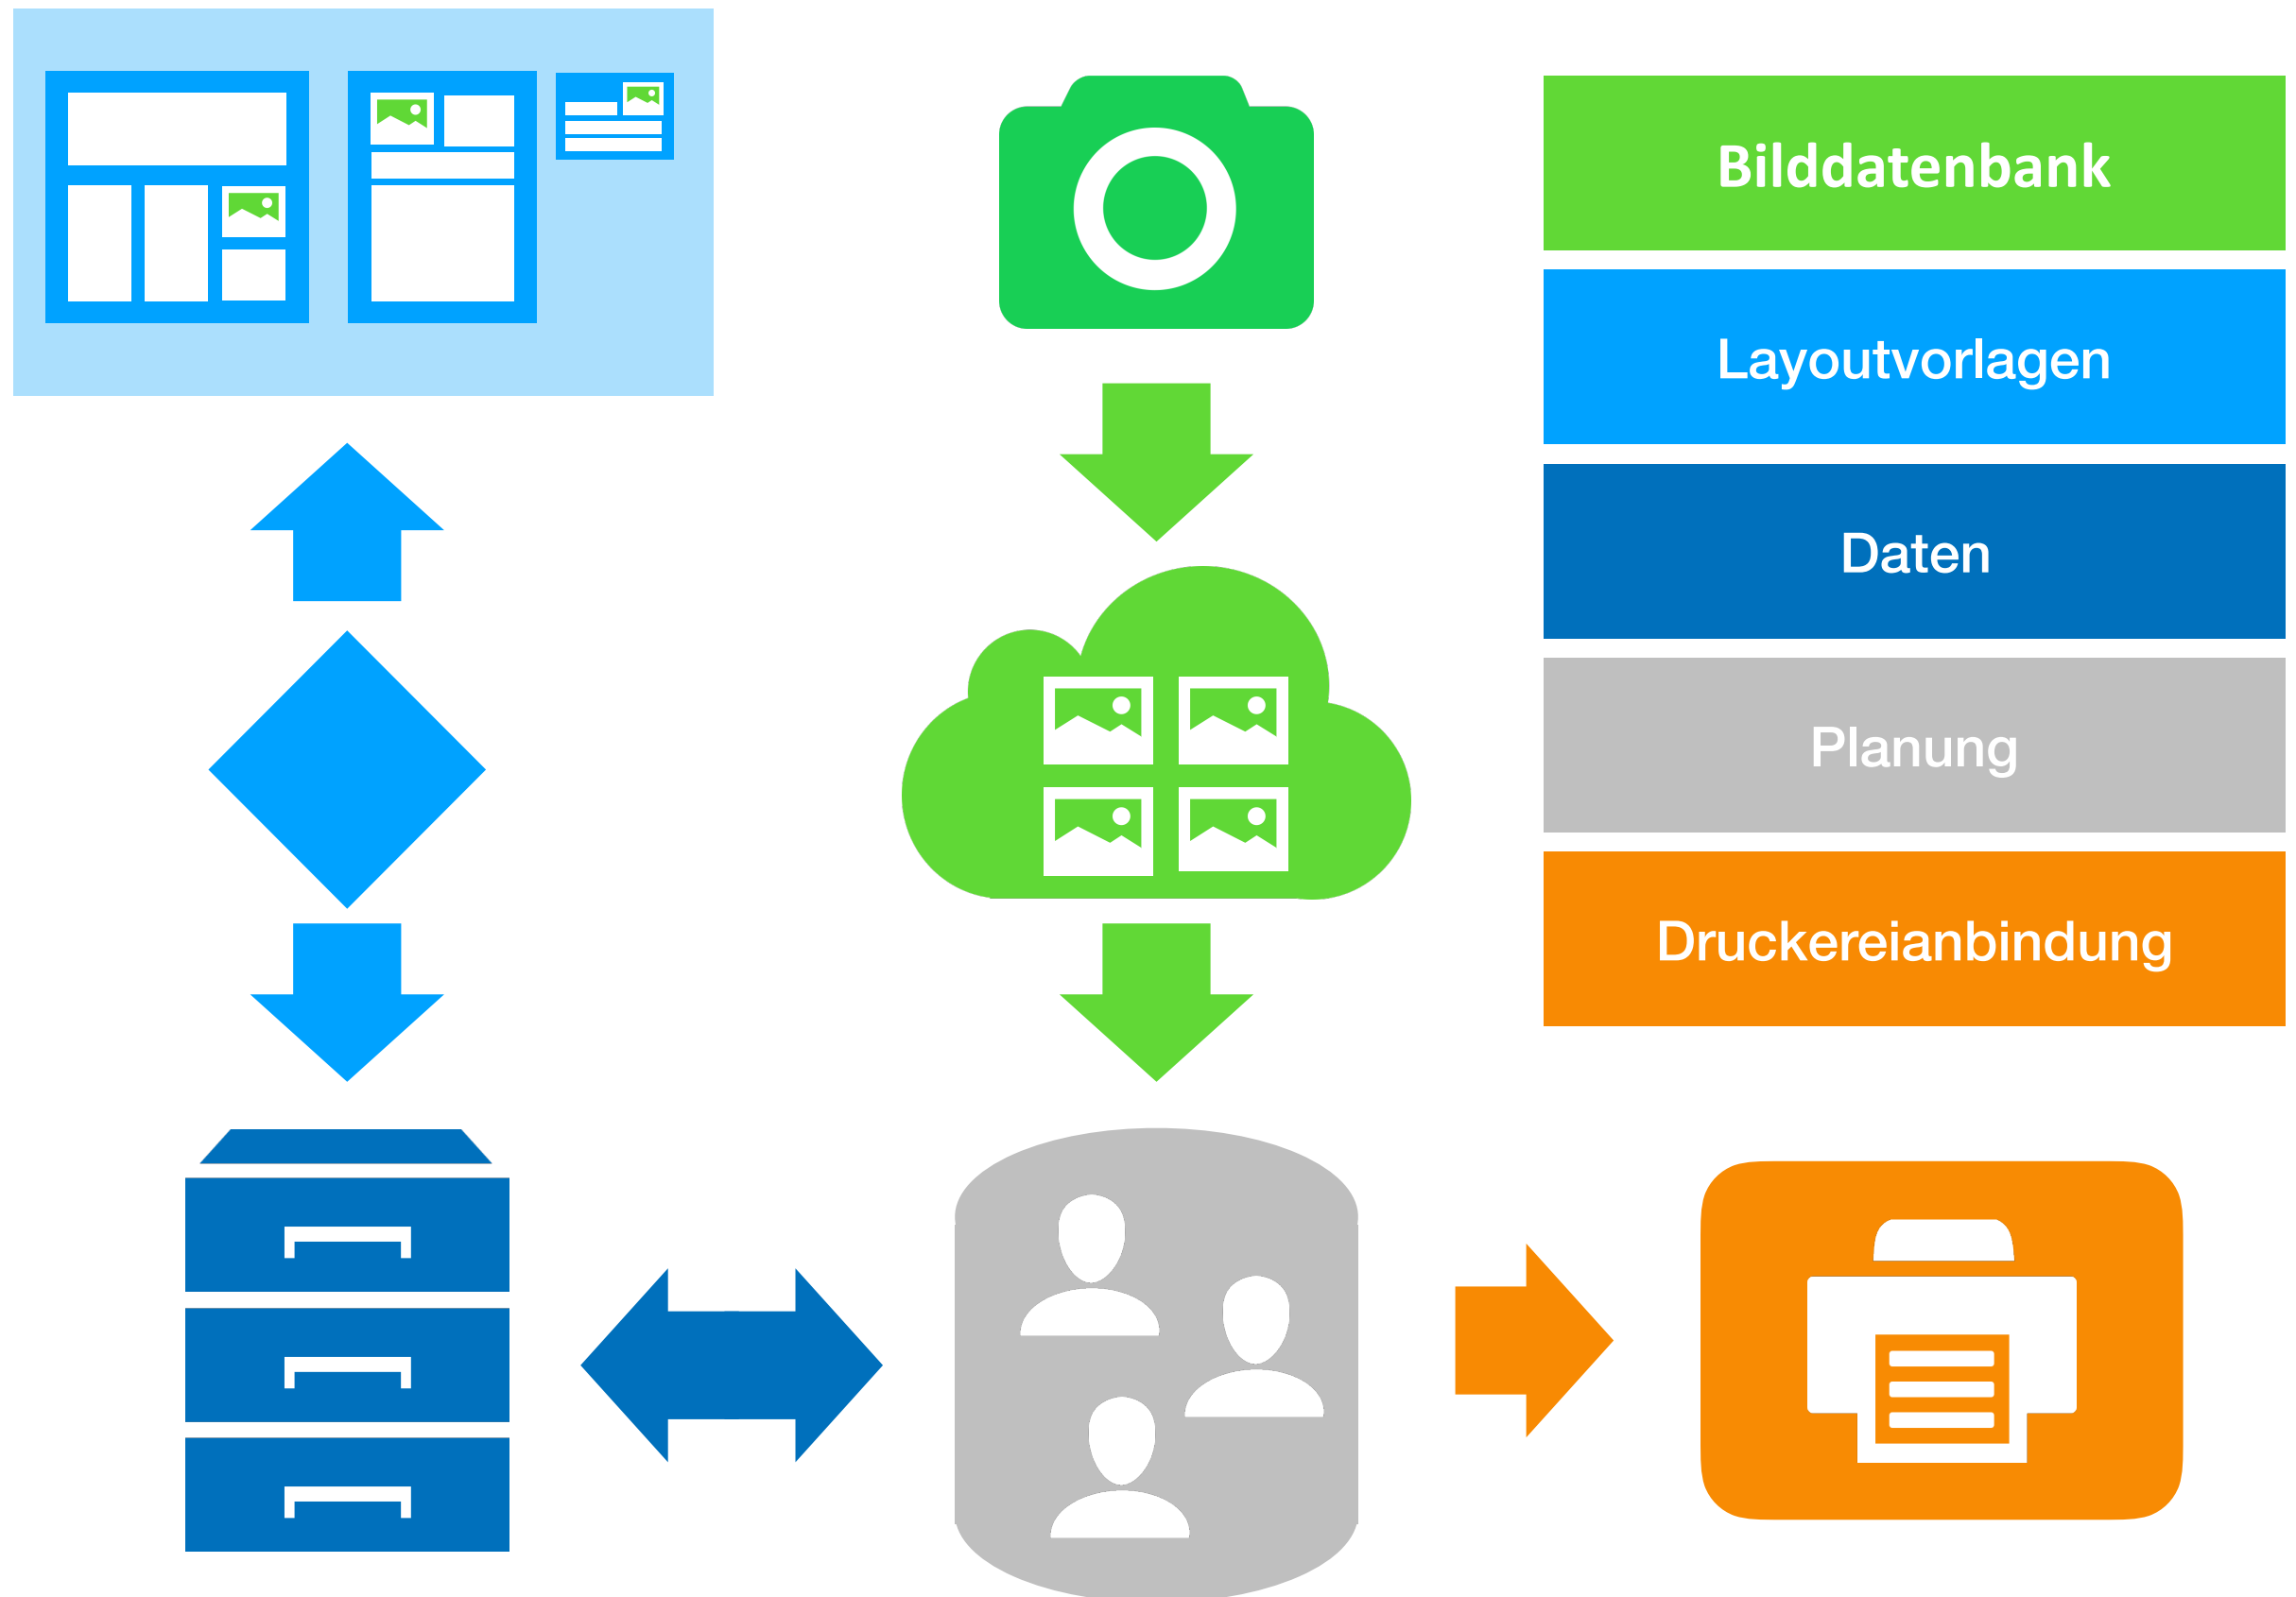 Bilddatenbank
Layoutvorlagen
Daten
Planung
Druckereianbindung